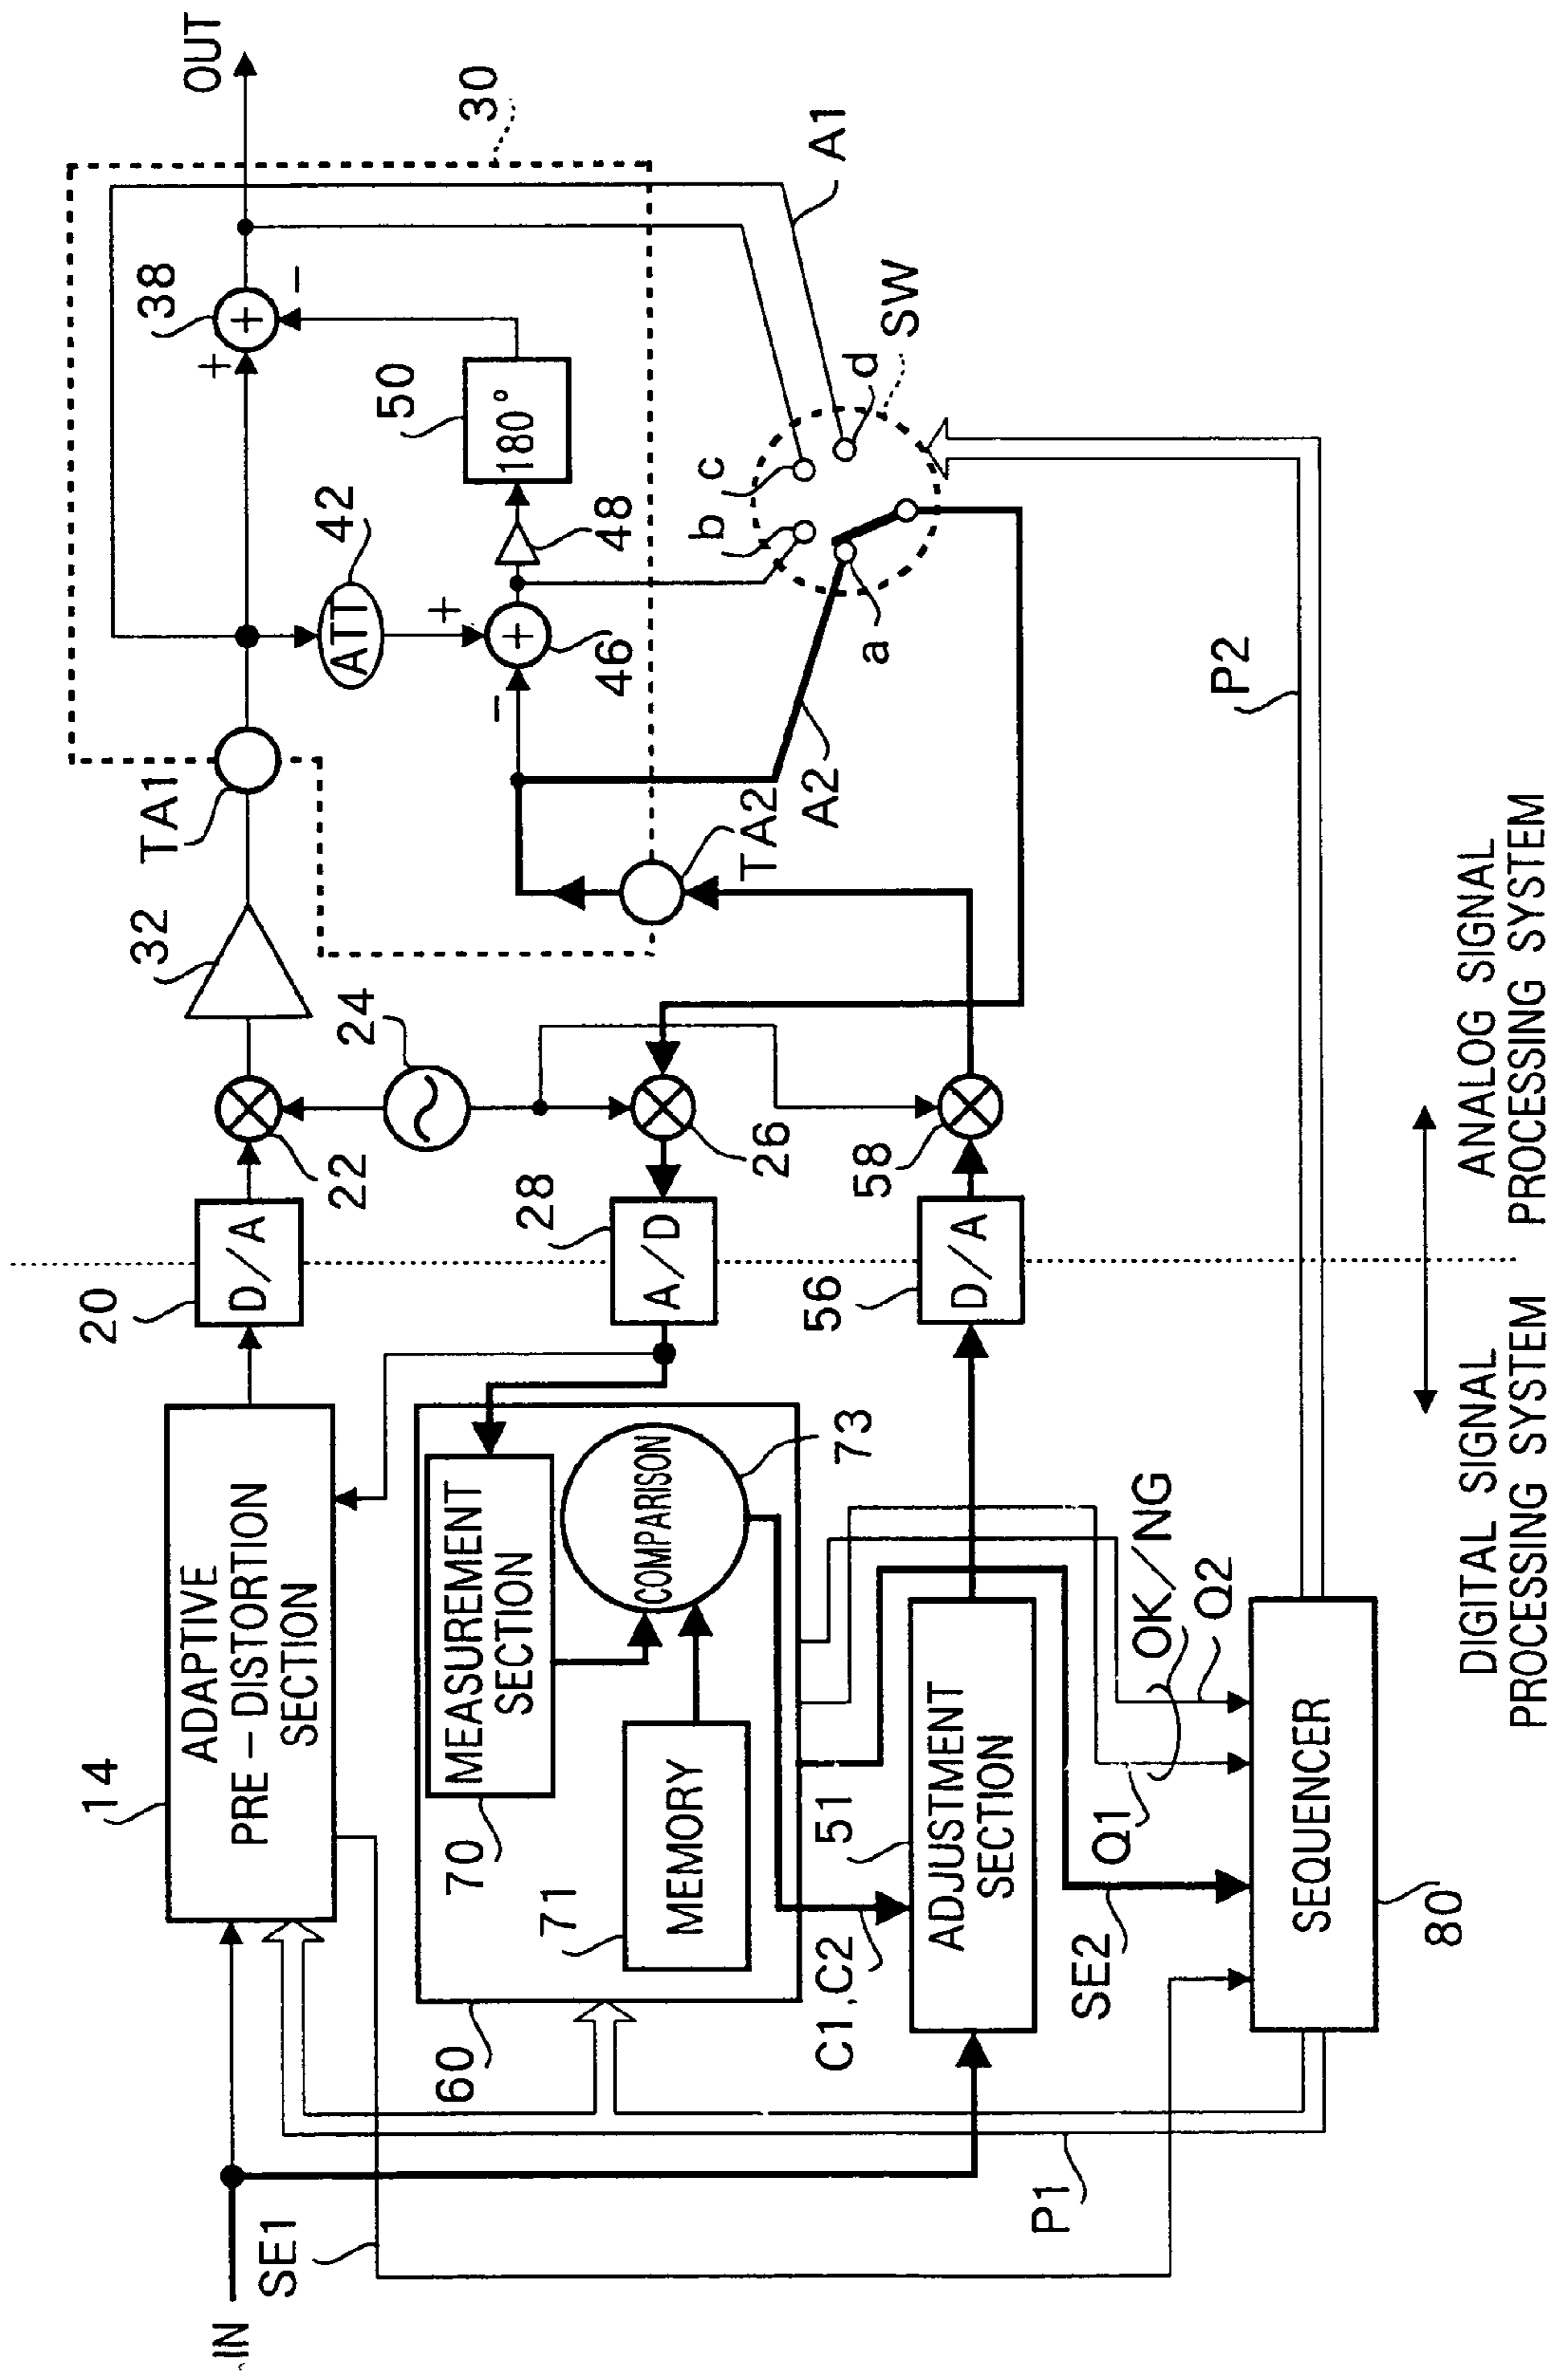 IN
SE1
14
ADAPTIVE
PRE-DISTORTION
SECTION
20
D/A
22
24
32
TA1
42
ATT
38
+
+
−
OUT
30
60
70
MEASUREMENT
SECTION
71
MEMORY
COMPARISON
73
28
A/D
26
+
+
−
46
48
50
180°
TA2
A2
A1
a
b
c
d
SW
C1,C2
51
ADJUSTMENT
SECTION
56
D/A
58
P1
SE2
Q1
OK/NG
Q2
SEQUENCER
80
P2
DIGITAL SIGNAL
PROCESSING SYSTEM
ANALOG SIGNAL
PROCESSING SYSTEM